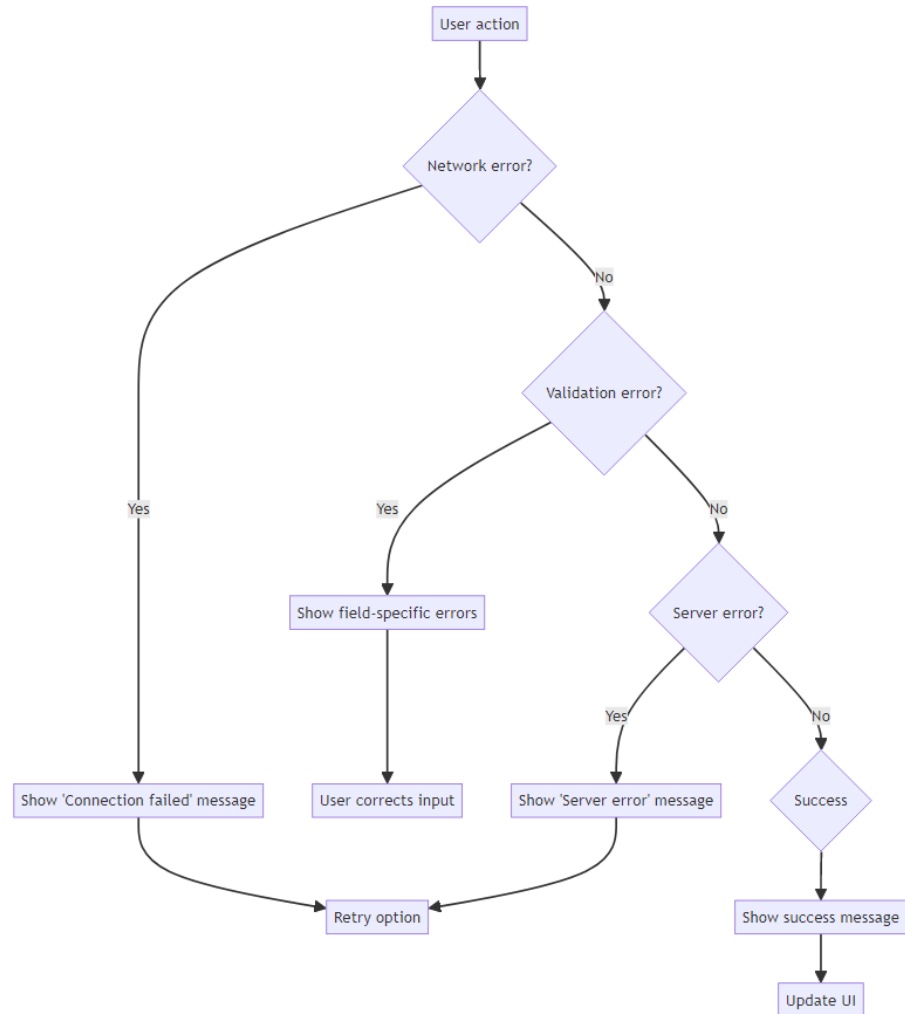 User action
Network error?
No
Validation error?
Yes
Yes
No
Show field-specific errors
Server error?
Yes
No
Show 'Connection failed' message
User corrects input
Show 'Server error' message
Success
Retry option
Show success message
Update UI